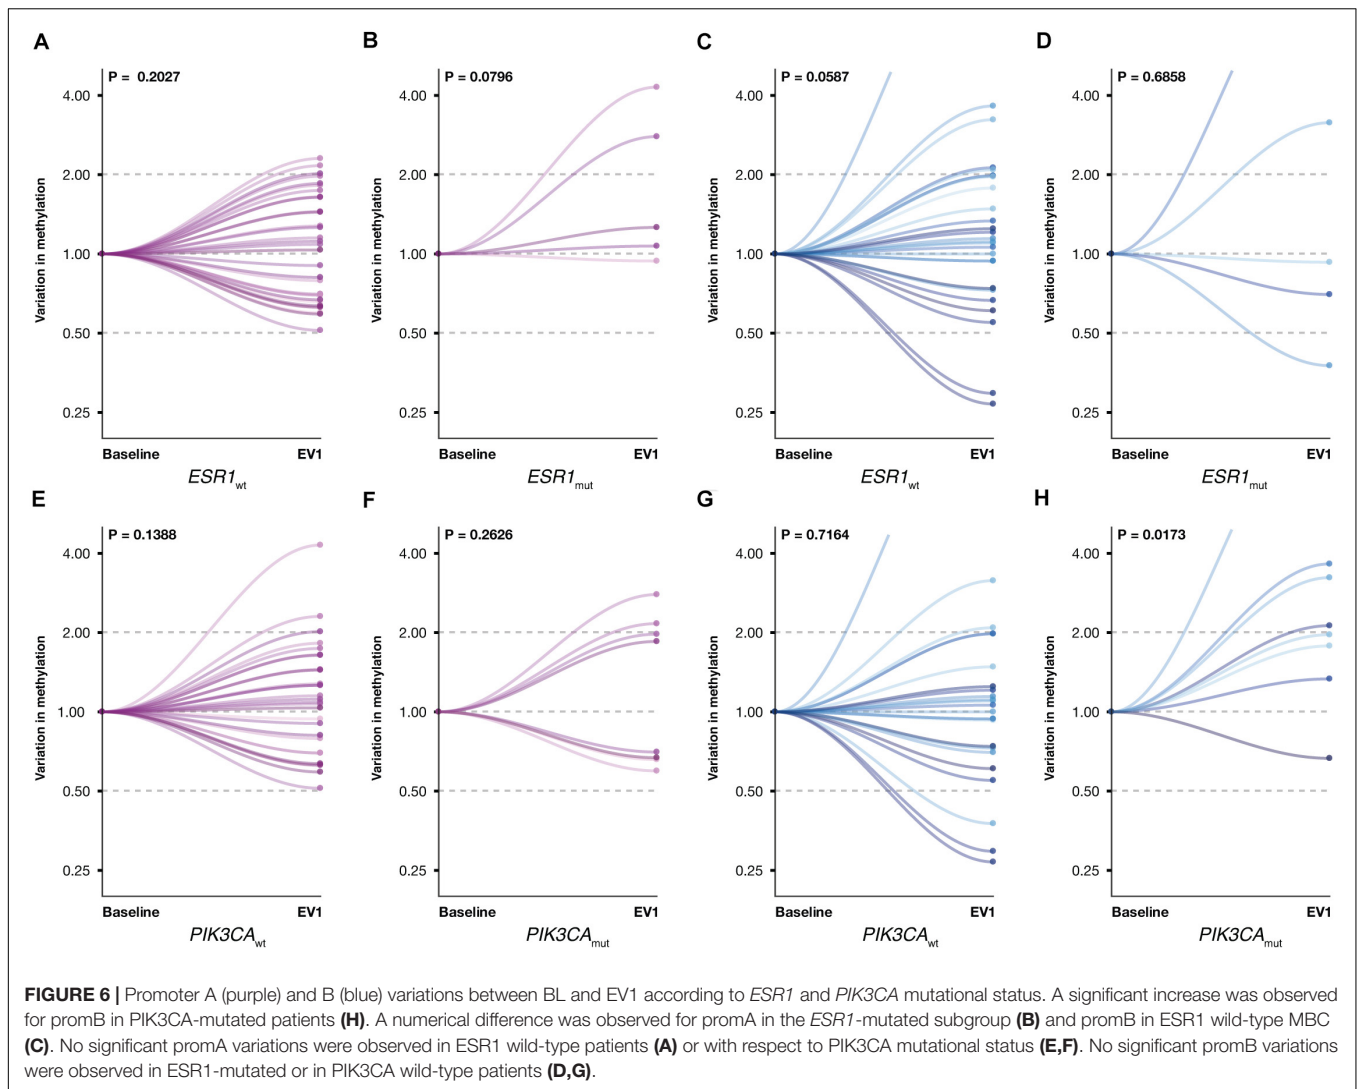 A
B
C
D
P = 0.2027
P = 0.0796
P = 0.0587
P = 0.6858
4.00
2.00
1.00
0.50
0.25
Variation in methylation
Baseline
EV1
ESR1wt
4.00
2.00
1.00
0.50
0.25
Variation in methylation
Baseline
EV1
ESR1mut
4.00
2.00
1.00
0.50
0.25
Variation in methylation
Baseline
EV1
ESR1wt
4.00
2.00
1.00
0.50
0.25
Variation in methylation
Baseline
EV1
ESR1mut
E
F
G
H
P = 0.1388
P = 0.2626
P = 0.7164
P = 0.0173
4.00
2.00
1.00
0.50
0.25
Variation in methylation
Baseline
EV1
PIK3CAwt
4.00
2.00
1.00
0.50
0.25
Variation in methylation
Baseline
EV1
PIK3CAmut
4.00
2.00
1.00
0.50
0.25
Variation in methylation
Baseline
EV1
PIK3CAwt
4.00
2.00
1.00
0.50
0.25
Variation in methylation
Baseline
EV1
PIK3CAmut
FIGURE 6 | Promoter A (purple) and B (blue) variations between BL and EV1 according to ESR1 and PIK3CA mutational status. A significant increase was observed
for promB in PIK3CA-mutated patients (H). A numerical difference was observed for promA in the ESR1-mutated subgroup (B) and promB in ESR1 wild-type MBC
(C). No significant promA variations were observed in ESR1 wild-type patients (A) or with respect to PIK3CA mutational status (E,F). No significant promB variations
were observed in ESR1-mutated or in PIK3CA wild-type patients (D,G).